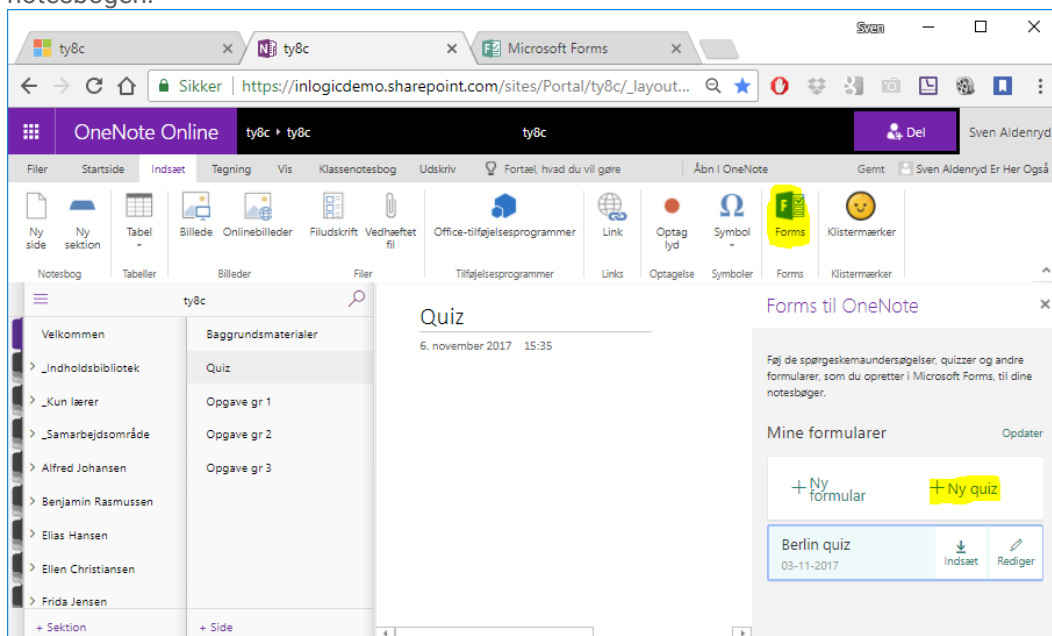 notesbogen.
Sven
ty8c
ty8c
Microsoft Forms
Sikker | https://inlogicdemo.sharepoint.com/sites/Portal/ty8c/_layout...
OneNote Online ty8c ▸ ty8c ty8c Del Sven Aldenryd
Filer Startside Indsæt Tegning Vis Klassenotesbog Udskriv Fortæl, hvad du vil gøre Åbn I OneNote Gemt Sven Aldenryd Er Her Også
Ny side
Ny sektion
Tabel
Billede
Onlinebilleder
Filudskrift
Vedhæftet fil
Office-tilføjelsesprogrammer
Link
Optag lyd
Symbol
Forms
Klistermærker
Notesbog Tabeller Billeder Filer Tilføjelsesprogrammer Links Optagelse Symboler Forms Klistermærker
ty8c
Velkommen
_Indholdsbibliotek
_Kun lærer
_Samarbejdsområde
Alfred Johansen
Benjamin Rasmussen
Elias Hansen
Ellen Christiansen
Frida Jensen
+ Sektion
Baggrundsmaterialer
Quiz
Opgave gr 1
Opgave gr 2
Opgave gr 3
+ Side
Quiz
6. november 2017 15:35
Forms til OneNote
Føj de spørgeskemaundersøgelser, quizzer og andre
formularer, som du opretter i Microsoft Forms, til dine
notesbøger.
Mine formularer Opdater
+ Ny formular
+ Ny quiz
Berlin quiz
03-11-2017
Indsæt
Rediger